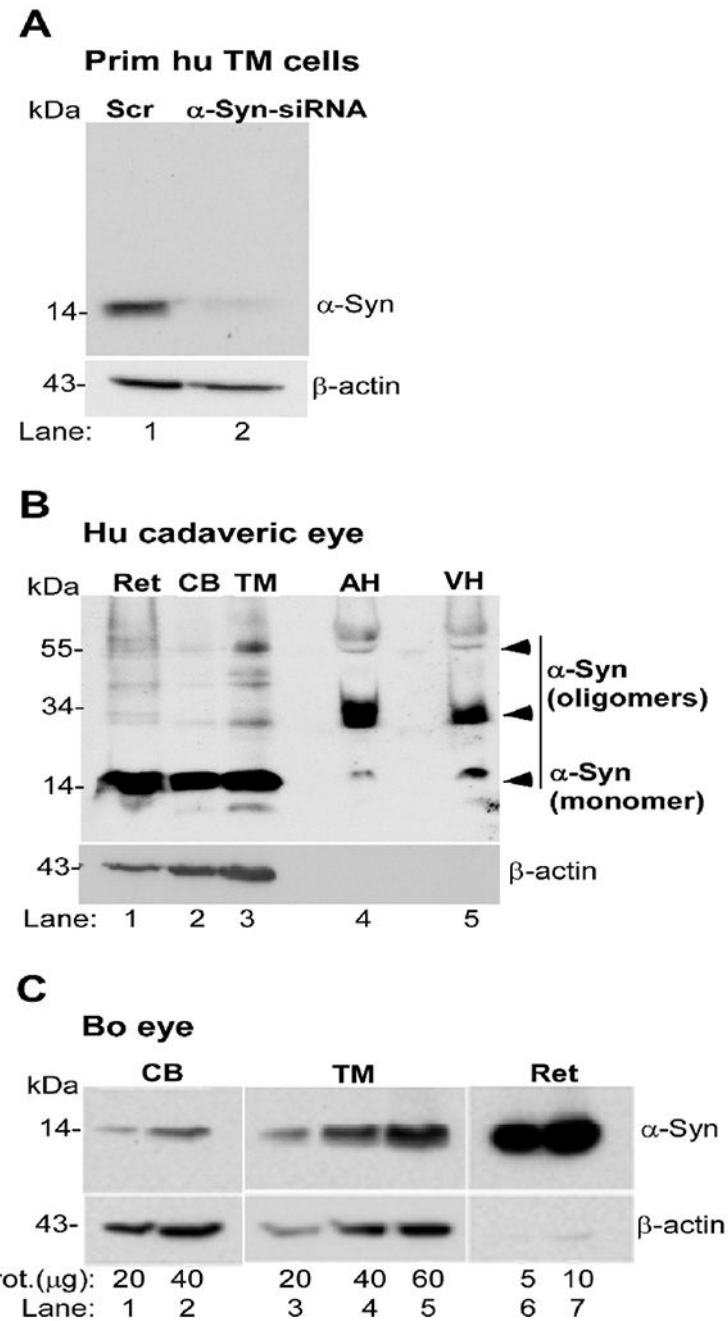 A
Prim hu TM cells
kDa Scr α-Syn-siRNA
14- α-Syn
43- β-actin
Lane: 1 2
B
Hu cadaveric eye
kDa Ret CB TM AH VH
55-
α-Syn
(oligomers)
34-
14- α-Syn
(monomer)
43- β-actin
Lane: 1 2 3 4 5
C
Bo eye
CB TM Ret
kDa
14- α-Syn
43- β-actin
rot.(μg): 20 40 20 40 60 5 10
Lane: 1 2 3 4 5 6 7